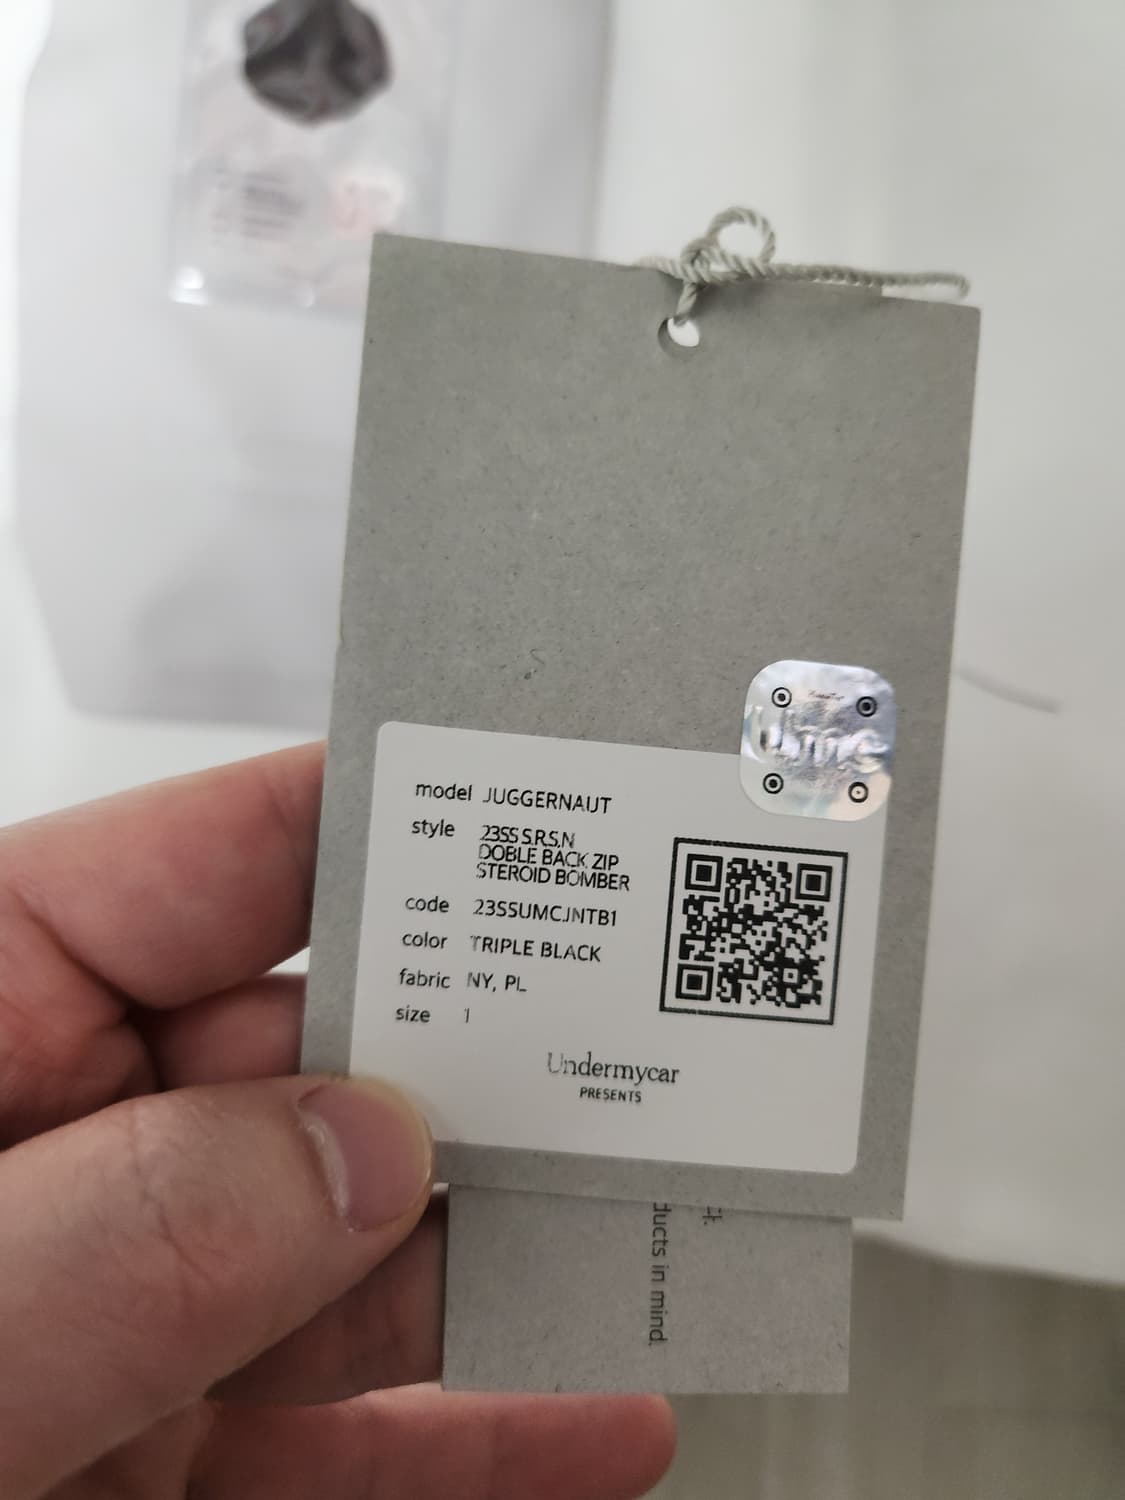 model JUGGERNAUT
style 23SS S.R.S,N
DOBLE BACK ZIP
STEROID BOMBER
code 23SSUMCJNTB1
color TRIPLE BLACK
fabric NY, PL
size 1
Undermycar
PRESENTS
ducts in mind.